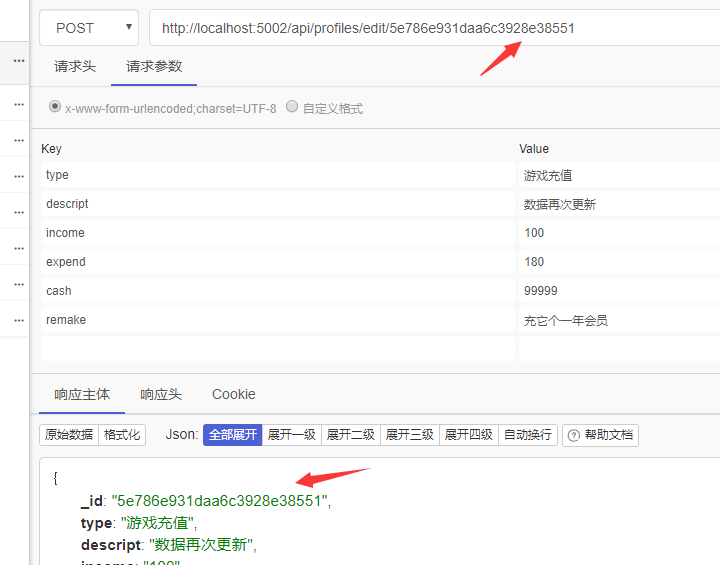 POST ▼ http://localhost:5002/api/profiles/edit/5e786e931daa6c3928e38551
请求头 请求参数
x-www-form-urlencoded;charset=UTF-8 自定义格式
Key Value
type 游戏充值
descript 数据再次更新
income 100
expend 180
cash 99999
remake 充它个一年会员
响应主体 响应头 Cookie
原始数据 格式化 Json: 全部展开 展开一级 展开二级 展开三级 展开四级 自动换行 ? 帮助文档
{
_id: "5e786e931daa6c3928e38551",
type: "游戏充值",
descript: "数据再次更新",
income: "100"